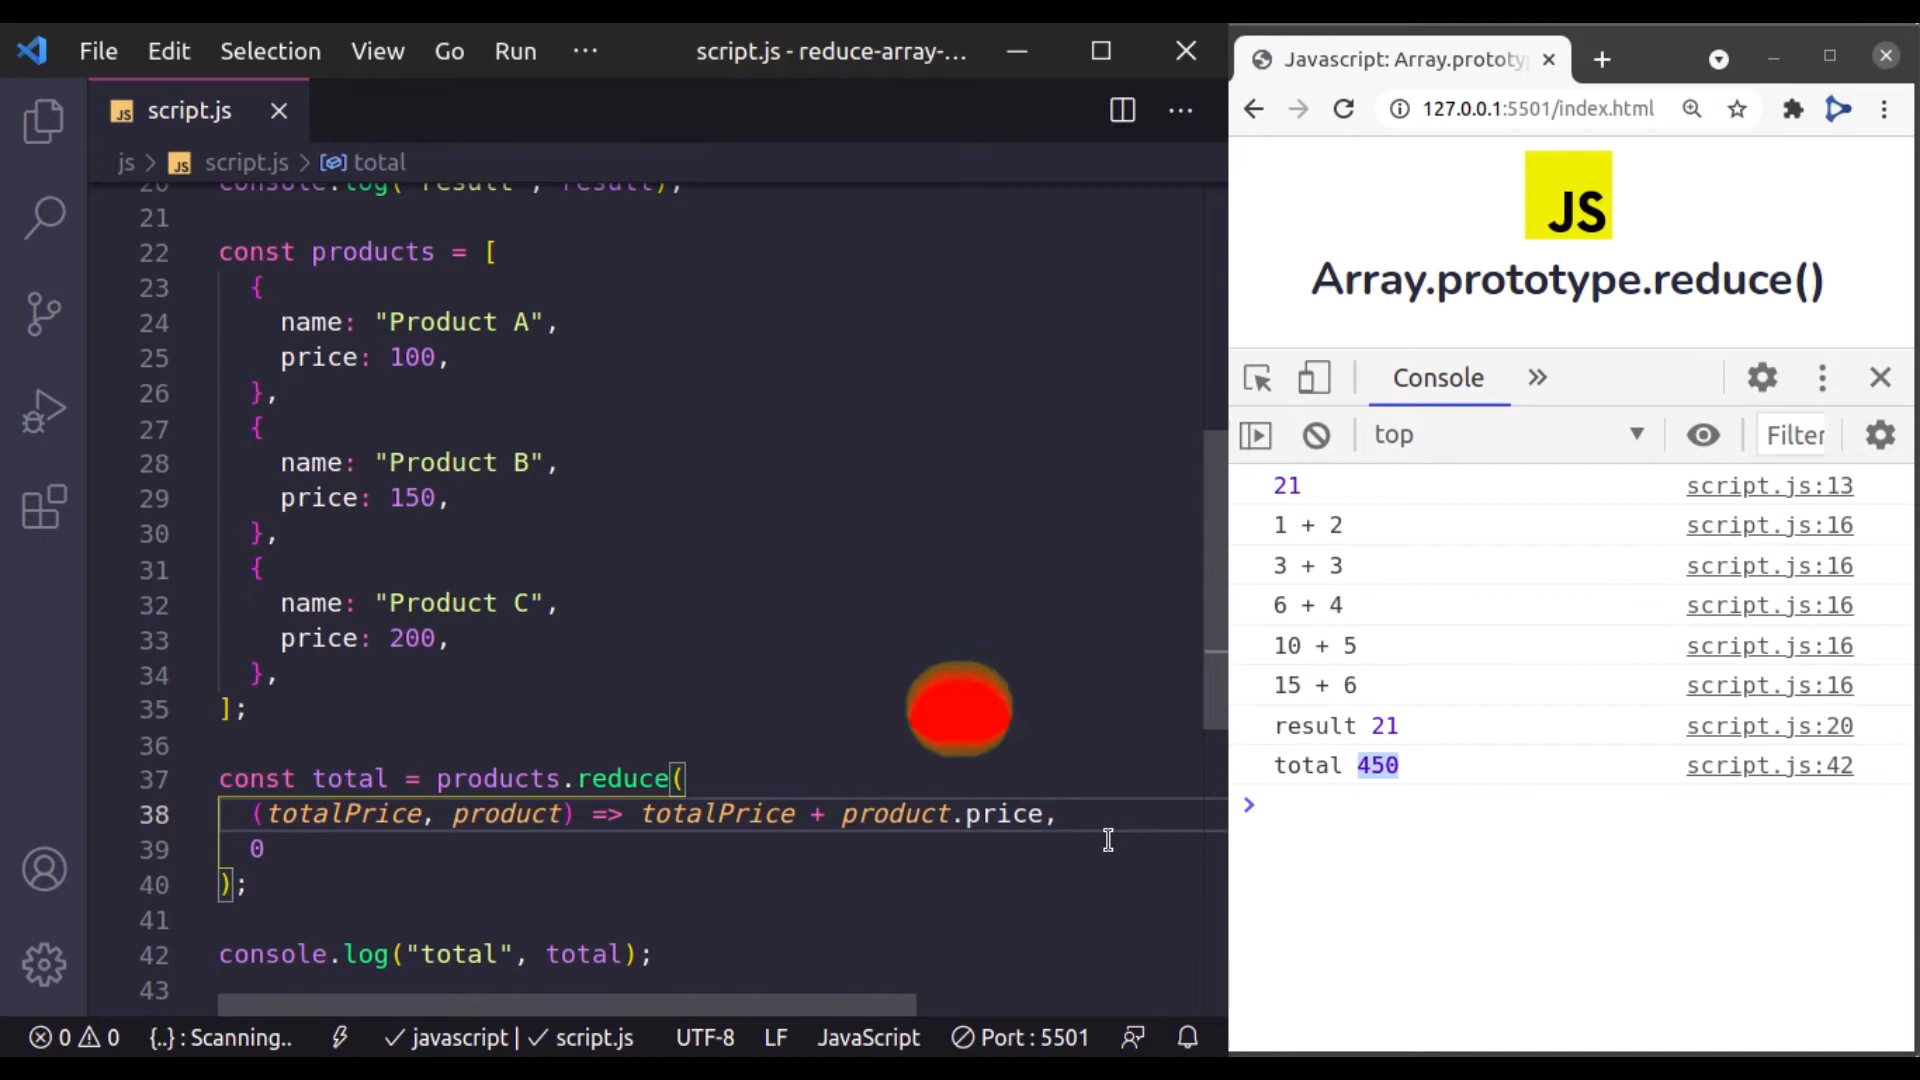 File Edit Selection View Go Run ··· script.js - reduce-array-...
script.js
js > script.js > total
20 console.log("result", result);
21
22 const products = [
23 {
24 name: "Product A",
25 price: 100,
26 },
27 {
28 name: "Product B",
29 price: 150,
30 },
31 {
32 name: "Product C",
33 price: 200,
34 },
35 ];
36
37 const total = products.reduce(
38 (totalPrice, product) => totalPrice + product.price,
39 0
40 );
41
42 console.log("total", total);
43
0 0 {..} : Scanning.. javascript | script.js UTF-8 LF JavaScript Port : 5501
Javascript: Array.prototy
127.0.0.1:5501/index.html
JS
Array.prototype.reduce()
Console
top Filter
21 script.js:13
1 + 2 script.js:16
3 + 3 script.js:16
6 + 4 script.js:16
10 + 5 script.js:16
15 + 6 script.js:16
result 21 script.js:20
total 450 script.js:42
>